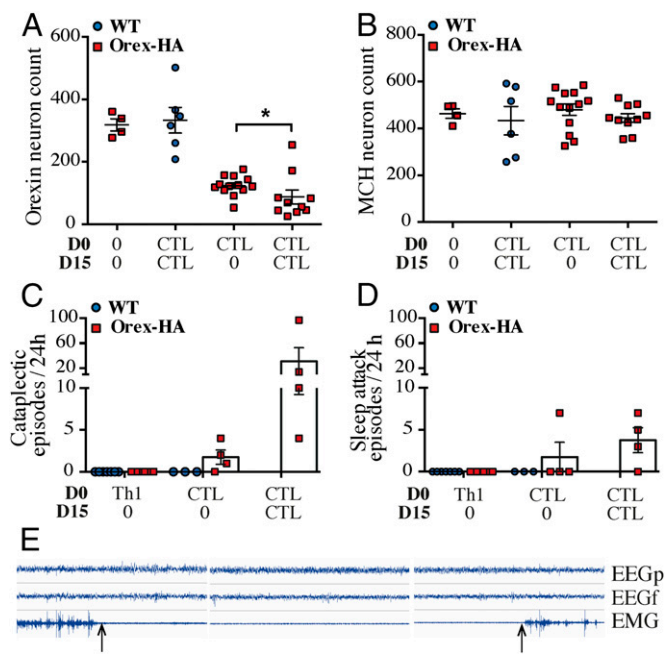 A
WT
Orex-HA
Orexin neuron count
600
400
200
0
*
D0 0 CTL CTL CTL
D15 0 CTL 0 CTL
B
WT
Orex-HA
MCH neuron count
800
600
400
200
0
0 CTL CTL CTL
0 CTL 0 CTL
C
WT
Orex-HA
Cataplectic
episodes / 24h
100
60
20
10
5
0
D0 Th1 CTL CTL
D15 0 0 CTL
D
WT
Orex-HA
Sleep attack
episodes / 24 h
100
60
20
10
5
0
D0 Th1 CTL CTL
D15 0 0 CTL
E
EEGp
EEGf
EMG